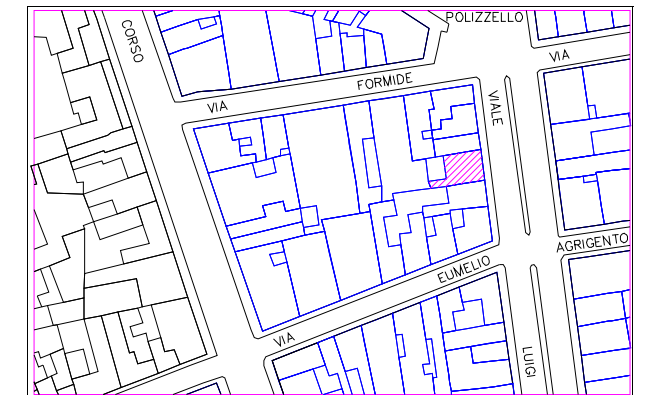 POLIZZELLO
CORSO
VIA
FORMIDE
VIA
VIALE
AGRIGENTO
EUMELIO
VIA
LUIGI